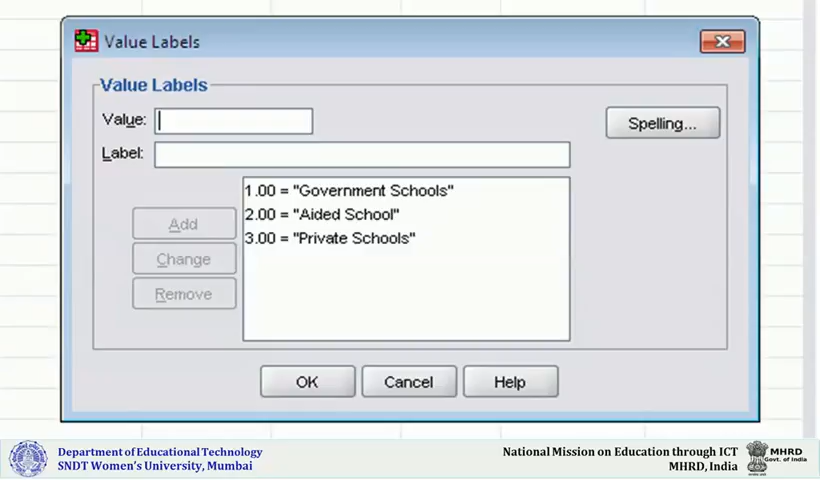 Value Labels
Value Labels
Value:
Spelling...
Label:
1.00 = "Government Schools"
2.00 = "Aided School"
3.00 = "Private Schools"
Add
Change
Remove
OK
Cancel
Help
Department of Educational Technology
SNDT Women's University, Mumbai
National Mission on Education through ICT
MHRD, India
MHRD
Govt. of India